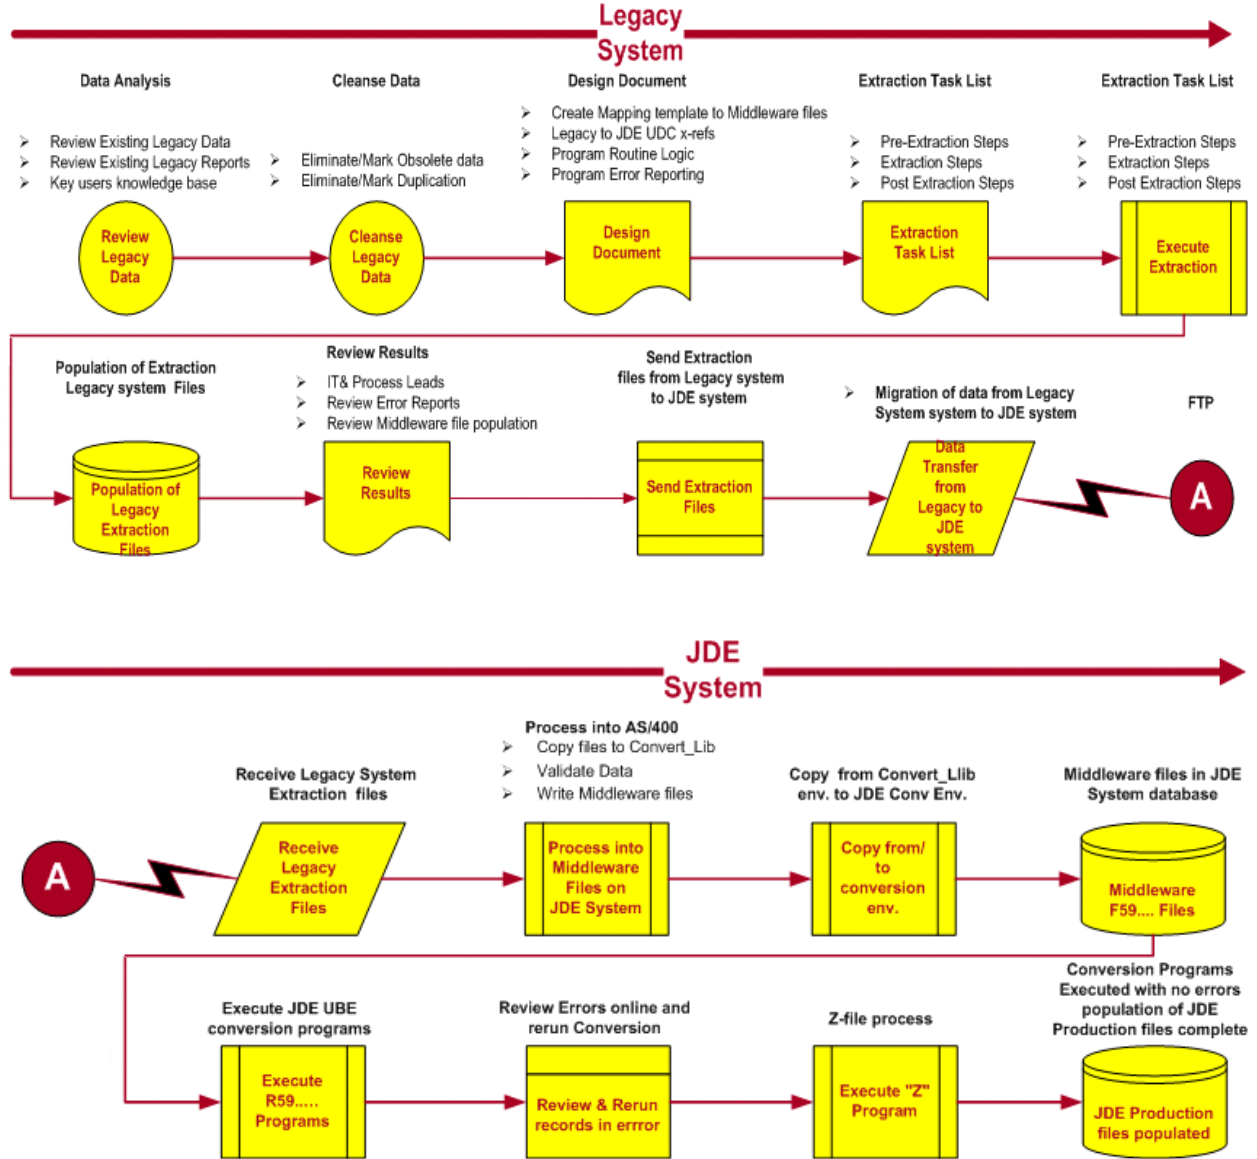 Legacy
System
Data Analysis
➢ Review Existing Legacy Data
➢ Review Existing Legacy Reports
➢ Key users knowledge base
Cleanse Data
➢ Eliminate/Mark Obsolete data
➢ Eliminate/Mark Duplication
Design Document
➢ Create Mapping template to Middleware files
➢ Legacy to JDE UDC x-refs
➢ Program Routine Logic
➢ Program Error Reporting
Extraction Task List
➢ Pre-Extraction Steps
➢ Extraction Steps
➢ Post Extraction Steps
Extraction Task List
➢ Pre-Extraction Steps
➢ Extraction Steps
➢ Post Extraction Steps
Review
Legacy
Data
Cleanse
Legacy
Data
Design
Document
Extraction
Task List
Execute
Extraction
Population of Extraction
Legacy system Files
Review Results
➢ IT& Process Leads
➢ Review Error Reports
➢ Review Middleware file population
Send Extraction
files from Legacy system
to JDE system
➢ Migration of data from Legacy
System system to JDE system
FTP
Population of
Legacy
Extraction
Files
Review
Results
Send Extraction
Files
Data
Transfer
from
Legacy to
JDE
system
A
JDE
System
Receive Legacy System
Extraction files
Process into AS/400
➢ Copy files to Convert_Lib
➢ Validate Data
➢ Write Middleware files
Copy from Convert_Llib
env. to JDE Conv Env.
Middleware files in JDE
System database
A
Receive
Legacy
Extraction
Files
Process into
Middleware
Files on
JDE System
Copy from/
to
conversion
env.
Middleware
F59.... Files
Execute JDE UBE
conversion programs
Review Errors online and
rerun Conversion
Z-file process
Conversion Programs
Executed with no errors
population of JDE
Production files complete
Execute
R59.....
Programs
Review & Rerun
records in errror
Execute "Z"
Program
JDE Production
files populated